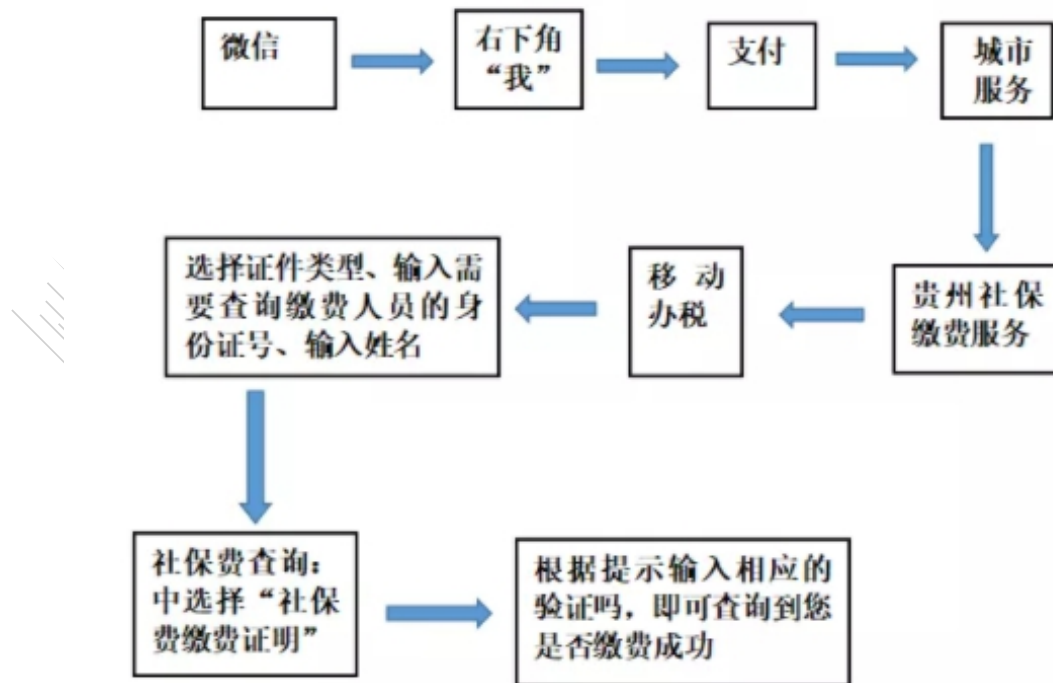 微信
右下角
“我”
支付
城市
服务
贵州社保
缴费服务
移 动
办税
选择证件类型、输入需
要查询缴费人员的身
份证号、输入姓名
社保费查询：
中选择“社保
费缴费证明”
根据提示输入相应的
验证吗，即可查询到您
是否缴费成功